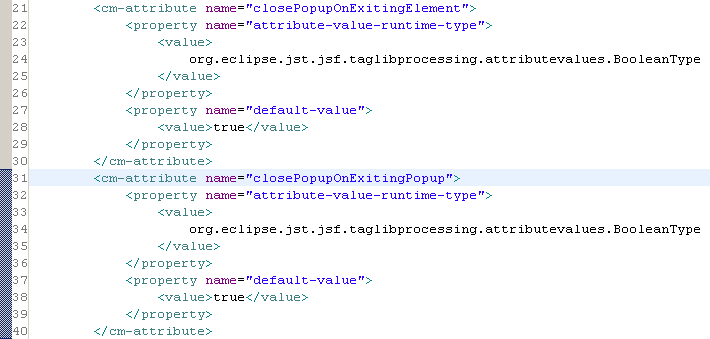 21 <cm-attribute name="closePopupOnExitingElement">
22 <property name="attribute-value-runtime-type">
23 <value>
24 org.eclipse.jst.jsf.taglibprocessing.attributevalues.BooleanType
25 </value>
26 </property>
27 <property name="default-value">
28 <value>true</value>
29 </property>
30 </cm-attribute>
31 <cm-attribute name="closePopupOnExitingPopup">
32 <property name="attribute-value-runtime-type">
33 <value>
34 org.eclipse.jst.jsf.taglibprocessing.attributevalues.BooleanType
35 </value>
36 </property>
37 <property name="default-value">
38 <value>true</value>
39 </property>
40 </cm-attribute>